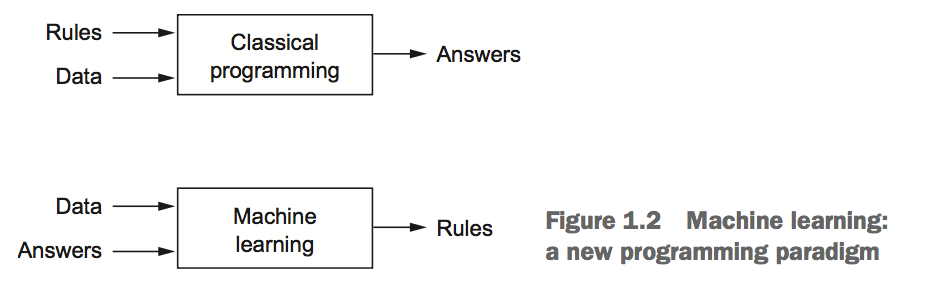 Rules
Data
Classical
programming
Answers
Data
Answers
Machine
learning
Rules
Figure 1.2 Machine learning:
a new programming paradigm